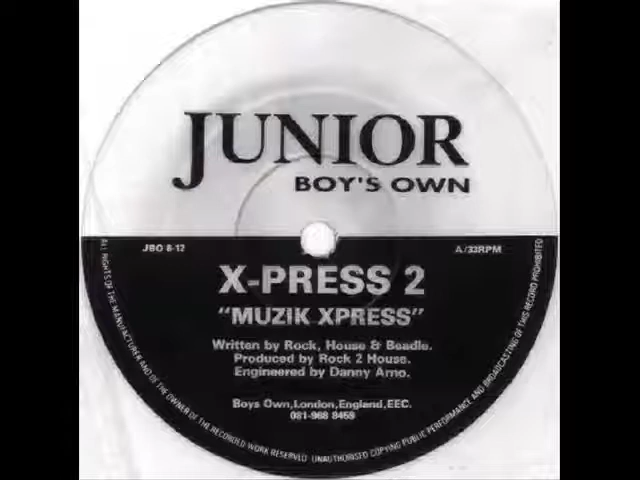 JUNIOR
BOY'S OWN
JBO 8-12
A/33RPM
X-PRESS 2
"MUZIK XPRESS"
Written by Rock, House & Beadle.
Produced by Rock 2 House.
Engineered by Danny Arno.
Boys Own,London,England,EEC.
081-968 8459
ALL RIGHTS OF THE MANUFACTURER AND OF THE OWNER OF THE RECORDED WORK RESERVED UNAUTHORISED COPYING PUBLIC PERFORMANCE AND BROADCASTING OF THIS RECORD PROHIBITED